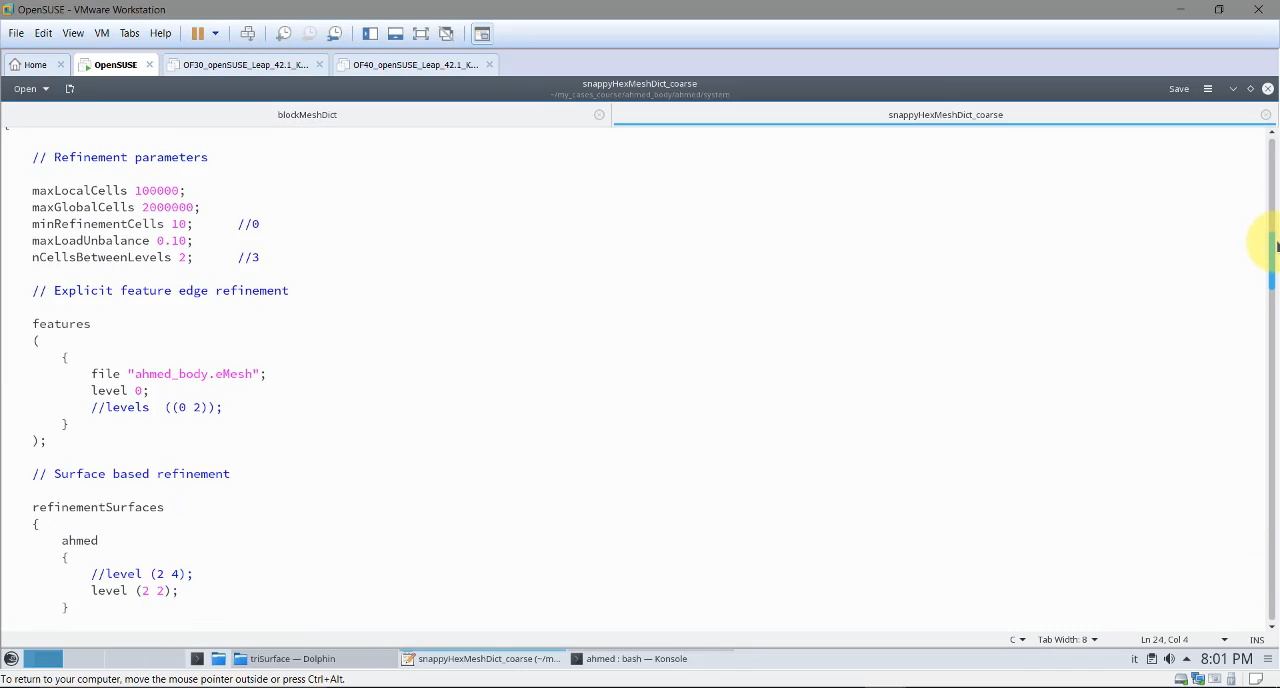 OpenSUSE - VMware Workstation
File Edit View VM Tabs Help
Home OpenSUSE OF30_openSUSE_Leap_42.1_K... OF40_openSUSE_Leap_42.1_K...
Open snappyHexMeshDict_coarse Save
~/my_cases_course/ahmed_body/ahmed/system
blockMeshDict snappyHexMeshDict_coarse
{
// Refinement parameters
maxLocalCells 100000;
maxGlobalCells 2000000;
minRefinementCells 10; //0
maxLoadUnbalance 0.10;
nCellsBetweenLevels 2; //3
// Explicit feature edge refinement
features
(
{
file "ahmed_body.eMesh";
level 0;
//levels ((0 2));
}
);
// Surface based refinement
refinementSurfaces
{
ahmed
{
//level (2 4);
level (2 2);
}
C Tab Width: 8 Ln 24, Col 4 INS
triSurface — Dolphin snappyHexMeshDict_coarse (~/m... ahmed : bash — Konsole it 8:01 PM
To return to your computer, move the mouse pointer outside or press Ctrl+Alt.